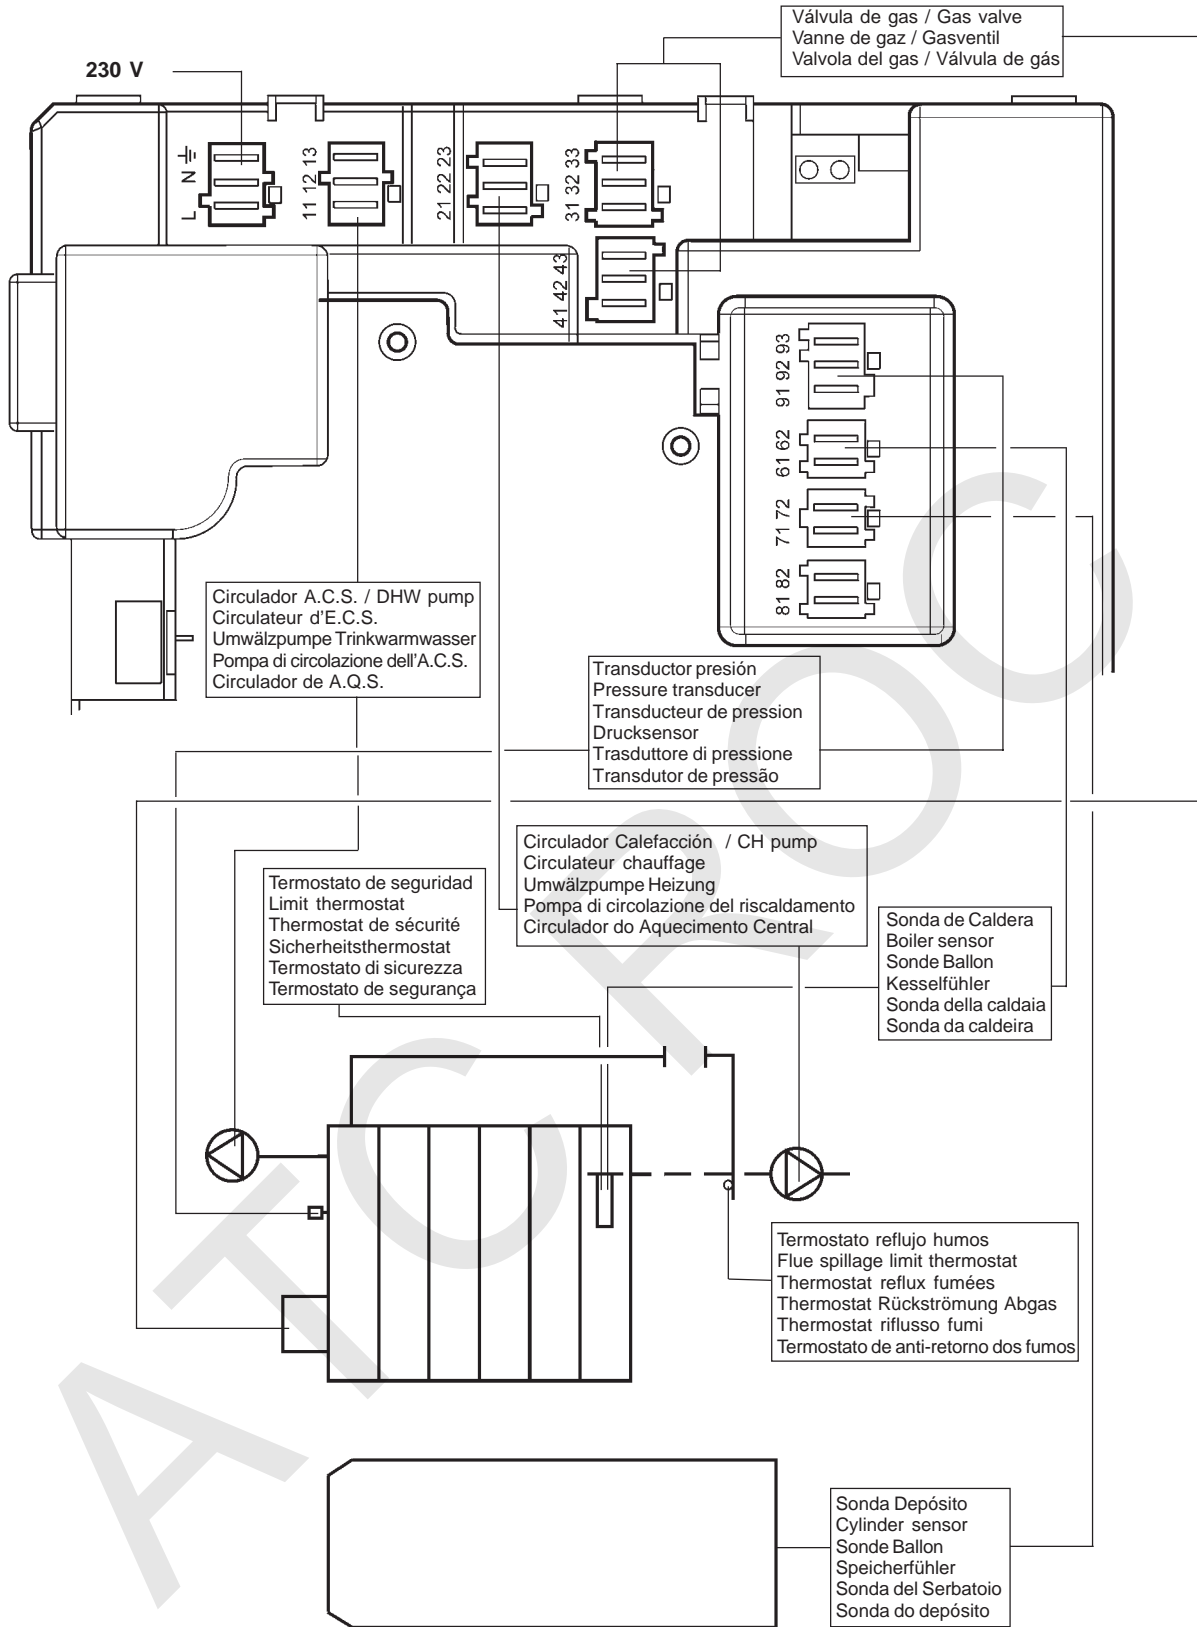 Válvula de gas / Gas valve
Vanne de gaz / Gasventil
Valvola del gas / Válvula de gás
230 V
L N
11 12 13
21 22 23
31 32 33
41 42 43
91 92 93
61 62
71 72
81 82
Circulador A.C.S. / DHW pump
Circulateur d'E.C.S.
Umwälzpumpe Trinkwarmwasser
Pompa di circolazione dell'A.C.S.
Circulador de A.Q.S.
Transductor presión
Pressure transducer
Transducteur de pression
Drucksensor
Trasduttore di pressione
Transdutor de pressão
Circulador Calefacción / CH pump
Circulateur chauffage
Umwälzpumpe Heizung
Pompa di circolazione del riscaldamento
Circulador do Aquecimento Central
Termostato de seguridad
Limit thermostat
Thermostat de sécurité
Sicherheitsthermostat
Termostato di sicurezza
Termostato de segurança
Sonda de Caldera
Boiler sensor
Sonde Ballon
Kesselfühler
Sonda della caldaia
Sonda da caldeira
Termostato reflujo humos
Flue spillage limit thermostat
Thermostat reflux fumées
Thermostat Rückströmung Abgas
Thermostat riflusso fumi
Termostato de anti-retorno dos fumos
Sonda Depósito
Cylinder sensor
Sonde Ballon
Speicherfühler
Sonda del Serbatoio
Sonda do depósito
ATC ROC